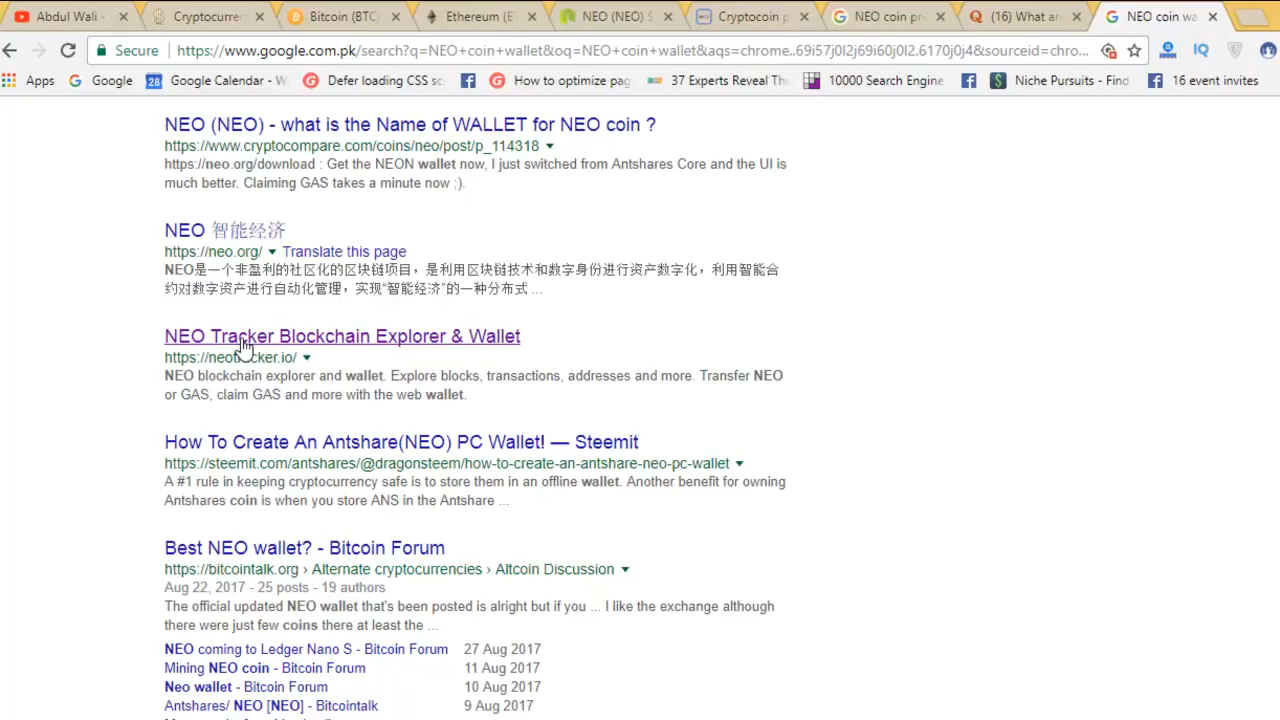 Abdul Wali -
Cryptocurre
Bitcoin (BTC
Ethereum (E
NEO (NEO) S
Cryptocoin p
NEO coin pr
(16) What ar
NEO coin wa
Secure
https://www.google.com.pk/search?q=NEO+coin+wallet&oq=NEO+coin+wallet&aqs=chrome..69i57j0l2j69i60j0l2.6170j0j4&sourceid=chro...
IQ
Apps
Google
28 Google Calendar - W
Defer loading CSS sc
How to optimize pag
37 Experts Reveal Th
10000 Search Engine
Niche Pursuits - Find
16 event invites
NEO (NEO) - what is the Name of WALLET for NEO coin ?
https://www.cryptocompare.com/coins/neo/post/p_114318
https://neo.org/download : Get the NEON wallet now, I just switched from Antshares Core and the UI is
much better. Claiming GAS takes a minute now ;).
NEO 智能经济
https://neo.org/ Translate this page
NEO是一个非盈利的社区化的区块链项目，是利用区块链技术和数字身份进行资产数字化，利用智能合
约对数字资产进行自动化管理，实现“智能经济”的一种分布式 ...
NEO Tracker Blockchain Explorer & Wallet
https://neotracker.io/
NEO blockchain explorer and wallet. Explore blocks, transactions, addresses and more. Transfer NEO
or GAS, claim GAS and more with the web wallet.
How To Create An Antshare(NEO) PC Wallet! — Steemit
https://steemit.com/antshares/@dragonsteem/how-to-create-an-antshare-neo-pc-wallet
A #1 rule in keeping cryptocurrency safe is to store them in an offline wallet. Another benefit for owning
Antshares coin is when you store ANS in the Antshare ...
Best NEO wallet? - Bitcoin Forum
https://bitcointalk.org › Alternate cryptocurrencies › Altcoin Discussion
Aug 22, 2017 - 25 posts - 19 authors
The official updated NEO wallet that's been posted is alright but if you ... I like the exchange although
there were just few coins there at least the ...
NEO coming to Ledger Nano S - Bitcoin Forum 27 Aug 2017
Mining NEO coin - Bitcoin Forum 11 Aug 2017
Neo wallet - Bitcoin Forum 10 Aug 2017
Antshares/ NEO [NEO] - Bitcointalk 9 Aug 2017